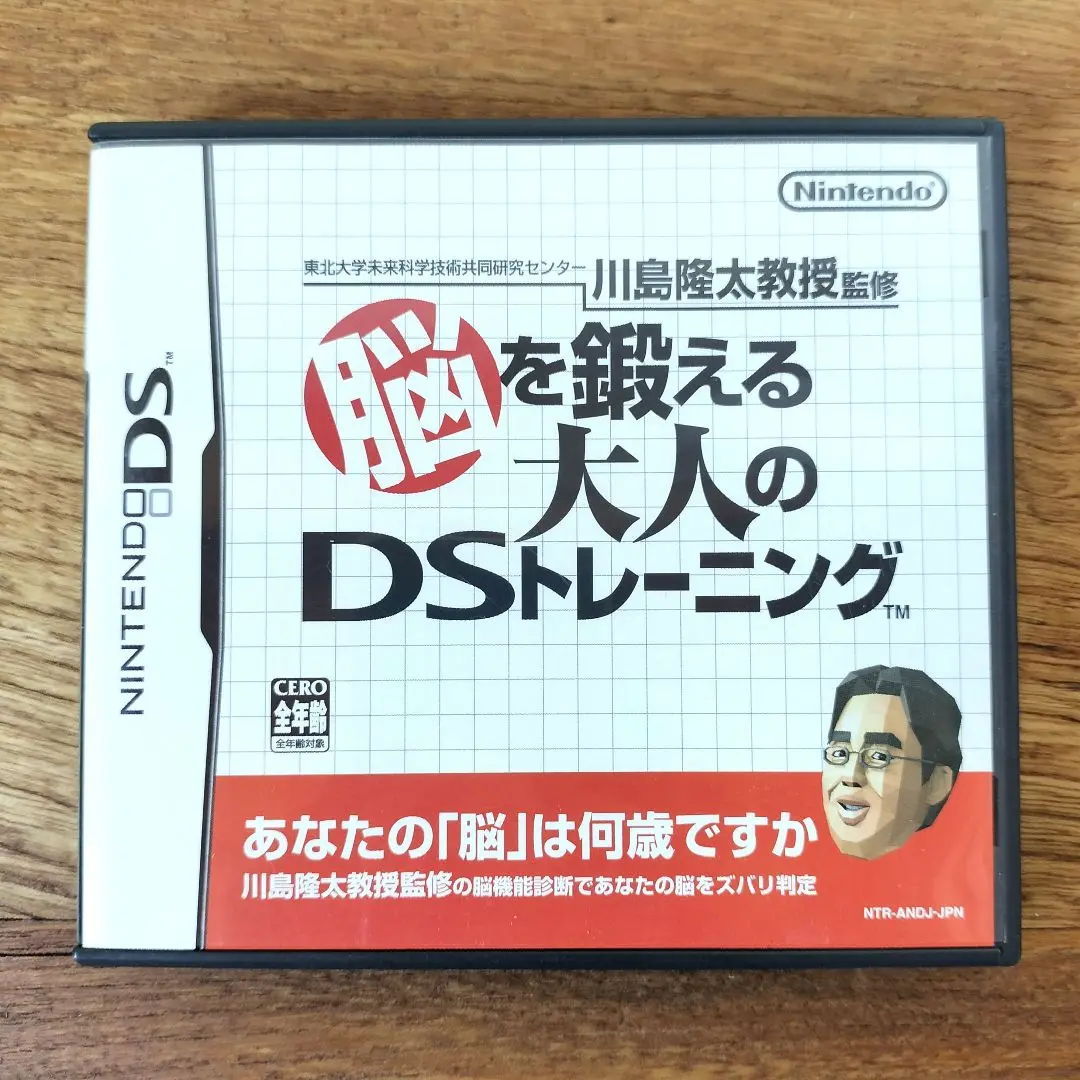 Nintendo®
東北大学未来科学技術共同研究センター
川島隆太教授監修
脳を鍛える
大人の
DSトレーニング™
NINTENDO DS™
CERO
全年齢
全年齢対象
あなたの「脳」は何歳ですか
川島隆太教授監修の脳機能診断であなたの脳をズバリ判定
NTR-ANDJ-JPN